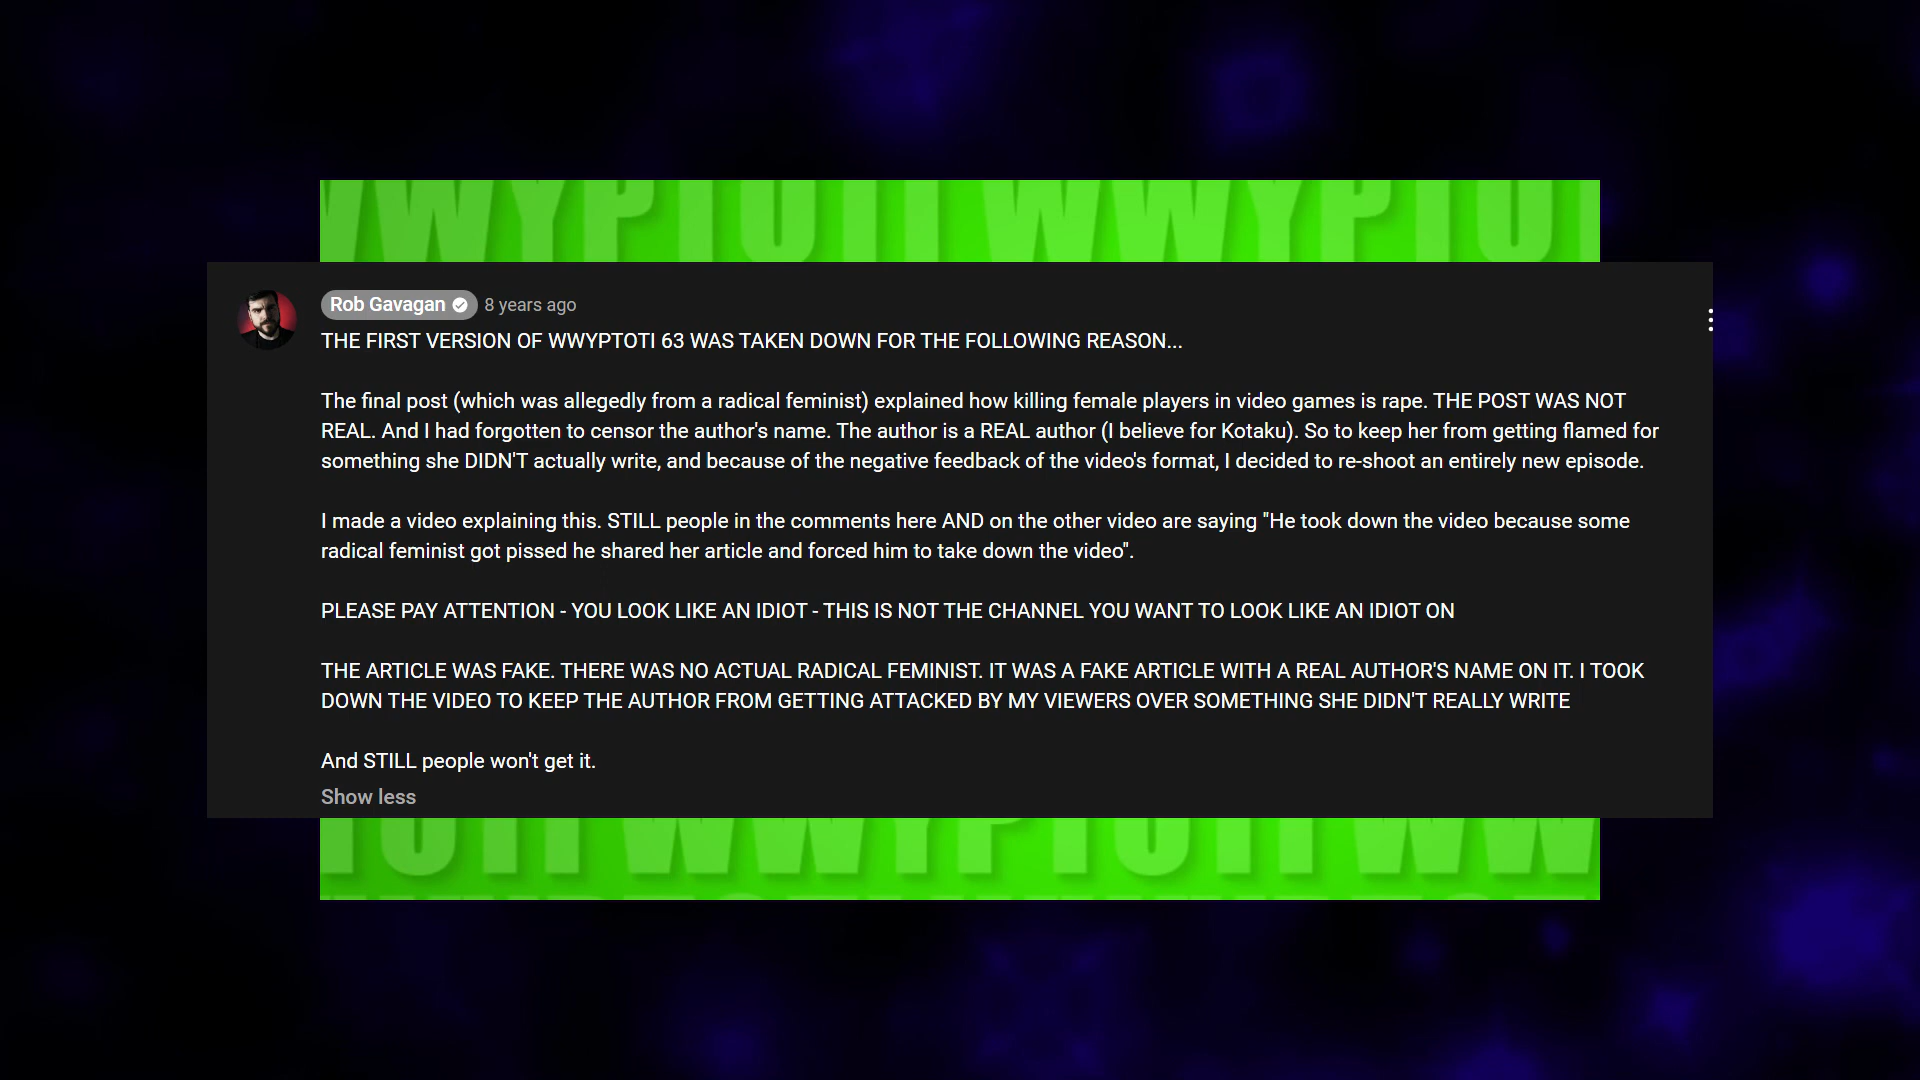 WWYPTOTI WWYPTOT
Rob Gavagan 8 years ago
THE FIRST VERSION OF WWYPTOTI 63 WAS TAKEN DOWN FOR THE FOLLOWING REASON...
The final post (which was allegedly from a radical feminist) explained how killing female players in video games is rape. THE POST WAS NOT
REAL. And I had forgotten to censor the author's name. The author is a REAL author (I believe for Kotaku). So to keep her from getting flamed for
something she DIDN'T actually write, and because of the negative feedback of the video's format, I decided to re-shoot an entirely new episode.
I made a video explaining this. STILL people in the comments here AND on the other video are saying "He took down the video because some
radical feminist got pissed he shared her article and forced him to take down the video".
PLEASE PAY ATTENTION - YOU LOOK LIKE AN IDIOT - THIS IS NOT THE CHANNEL YOU WANT TO LOOK LIKE AN IDIOT ON
THE ARTICLE WAS FAKE. THERE WAS NO ACTUAL RADICAL FEMINIST. IT WAS A FAKE ARTICLE WITH A REAL AUTHOR'S NAME ON IT. I TOOK
DOWN THE VIDEO TO KEEP THE AUTHOR FROM GETTING ATTACKED BY MY VIEWERS OVER SOMETHING SHE DIDN'T REALLY WRITE
And STILL people won't get it.
Show less
TOTI WWYPTOTI WW